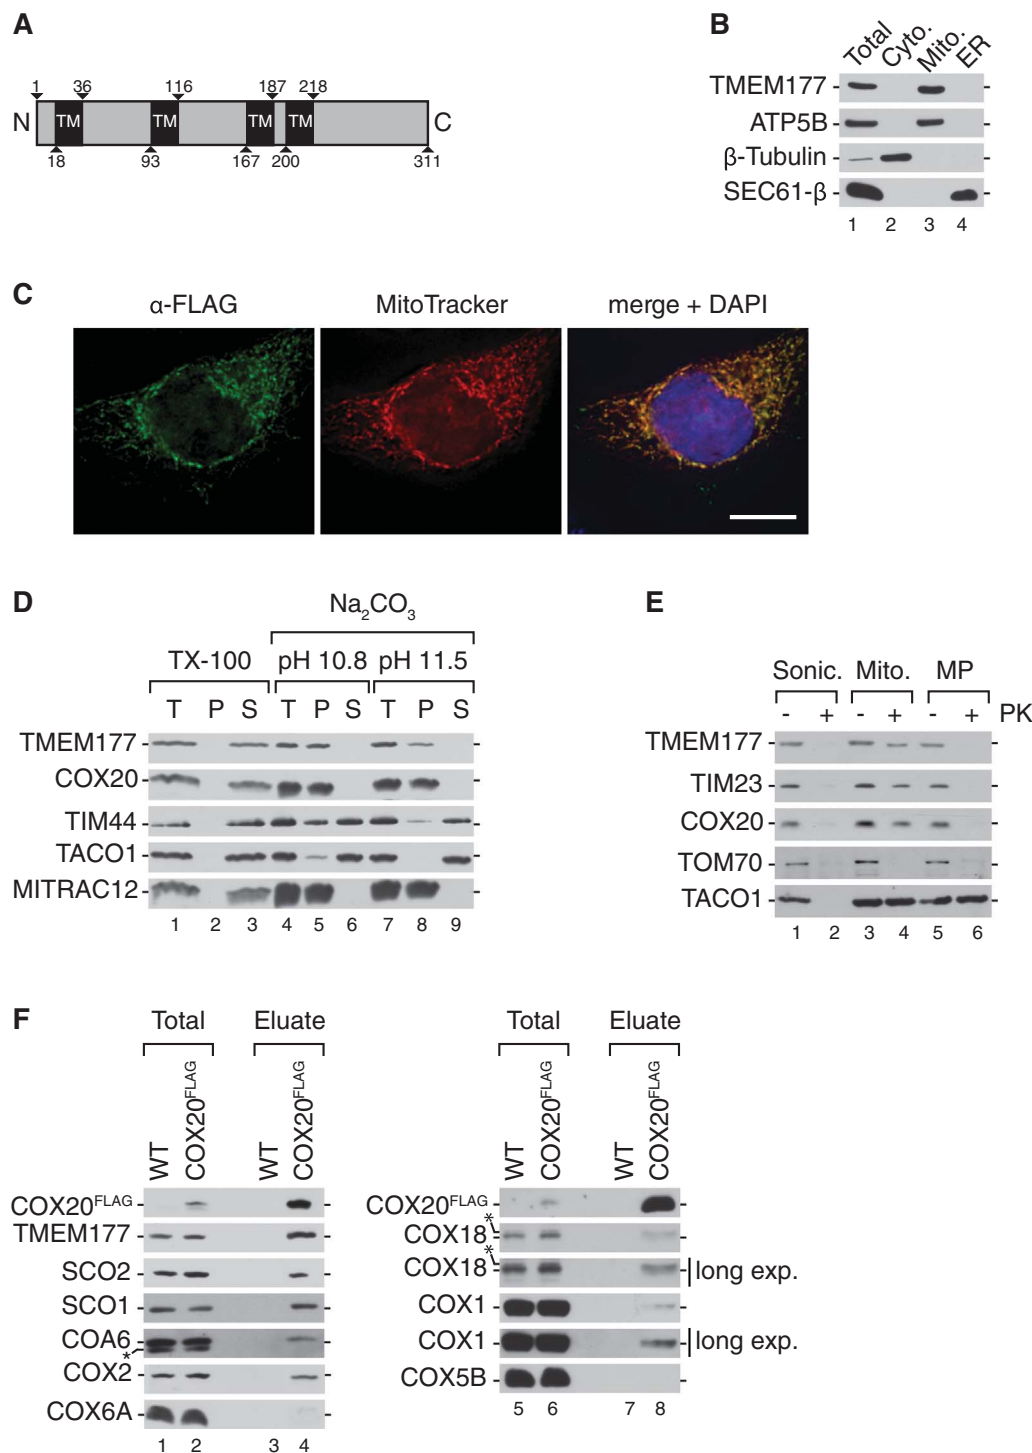 A
1 36 116 187 218
N TM TM TM TM C
18 93 167 200 311
B
Total Cyto. Mito. ER
TMEM177
ATP5B
β-Tubulin
SEC61-β
1 2 3 4
C
α-FLAG MitoTracker merge + DAPI
D
Na2CO3
TX-100 pH 10.8 pH 11.5
T P S T P S T P S
TMEM177
COX20
TIM44
TACO1
MITRAC12
1 2 3 4 5 6 7 8 9
E
Sonic. Mito. MP
- + - + - + PK
TMEM177
TIM23
COX20
TOM70
TACO1
1 2 3 4 5 6
F
Total Eluate
WT COX20FLAG WT COX20FLAG
COX20FLAG
TMEM177
SCO2
SCO1
COA6
*
COX2
COX6A
1 2 3 4
Total Eluate
WT COX20FLAG WT COX20FLAG
COX20FLAG
*
COX18
*
COX18 long exp.
COX1
COX1 long exp.
COX5B
5 6 7 8